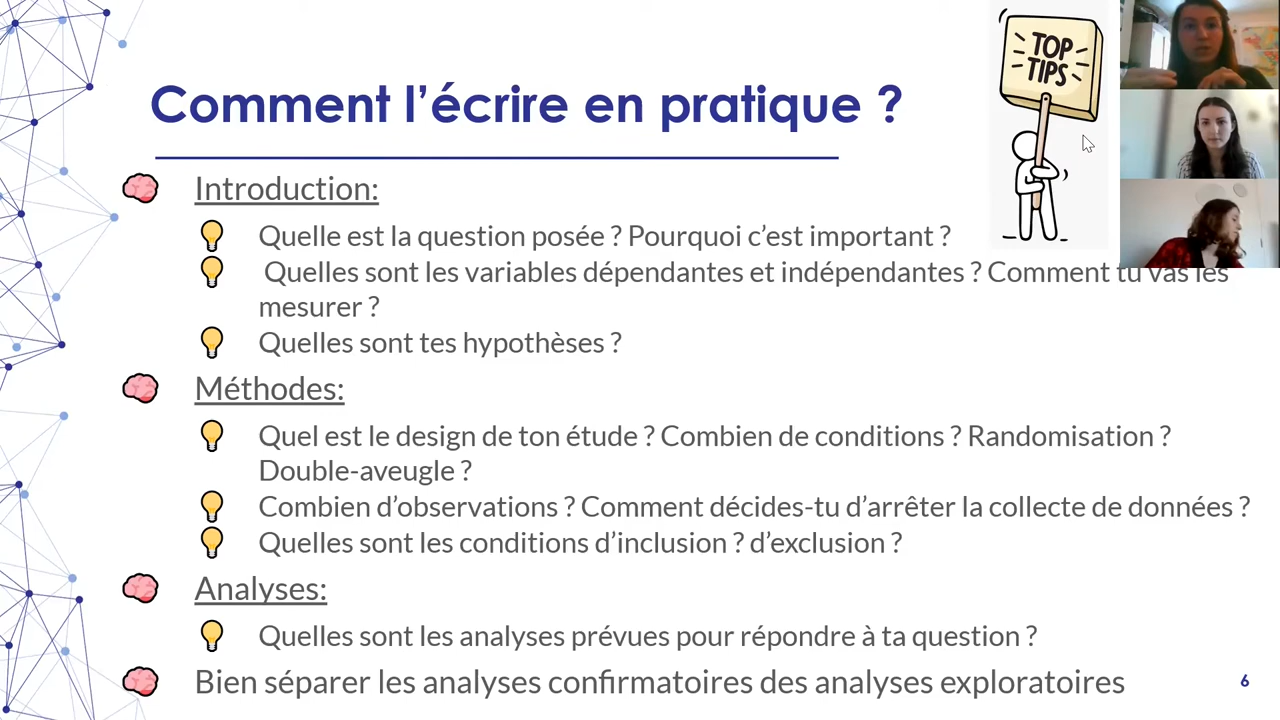 Comment l’écrire en pratique ?
TOP
TIPS
Introduction:
Quelle est la question posée ? Pourquoi c’est important ?
Quelles sont les variables dépendantes et indépendantes ? Comment tu vas les
mesurer ?
Quelles sont tes hypothèses ?
Méthodes:
Quel est le design de ton étude ? Combien de conditions ? Randomisation ?
Double-aveugle ?
Combien d’observations ? Comment décides-tu d’arrêter la collecte de données ?
Quelles sont les conditions d’inclusion ? d’exclusion ?
Analyses:
Quelles sont les analyses prévues pour répondre à ta question ?
Bien séparer les analyses confirmatoires des analyses exploratoires
6